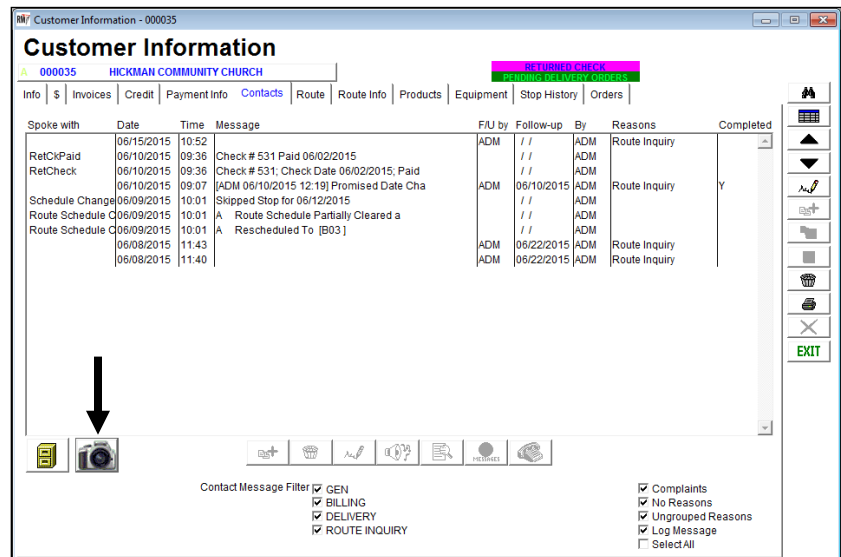 RMA Customer Information - 000035
Customer Information
A 000035 HICKMAN COMMUNITY CHURCH
RETURNED CHECK
PENDING DELIVERY ORDERS
Info $ Invoices Credit Payment Info Contacts Route Route Info Products Equipment Stop History Orders
Spoke with Date Time Message F/U by Follow-up By Reasons Completed
06/15/2015 10:52 ADM / / ADM Route Inquiry
RetCkPaid 06/10/2015 09:36 Check # 531 Paid 06/02/2015 / / ADM
RetCheck 06/10/2015 09:36 Check # 531; Check Date 06/02/2015; Paid / / ADM
06/10/2015 09:07 [ADM 06/10/2015 12:19] Promised Date Cha ADM 06/10/2015 ADM Route Inquiry Y
Schedule Change 06/09/2015 10:01 Skipped Stop for 06/12/2015 / / ADM
Route Schedule C 06/09/2015 10:01 A Route Schedule Partially Cleared a / / ADM
Route Schedule C 06/09/2015 10:01 A Rescheduled To [B03 ] / / ADM
06/08/2015 11:43 ADM 06/22/2015 ADM Route Inquiry
06/08/2015 11:40 ADM 06/22/2015 ADM Route Inquiry
EXIT
MESSAGES
Contact Message Filter GEN
BILLING
DELIVERY
ROUTE INQUIRY
Complaints
No Reasons
Ungrouped Reasons
Log Message
Select All